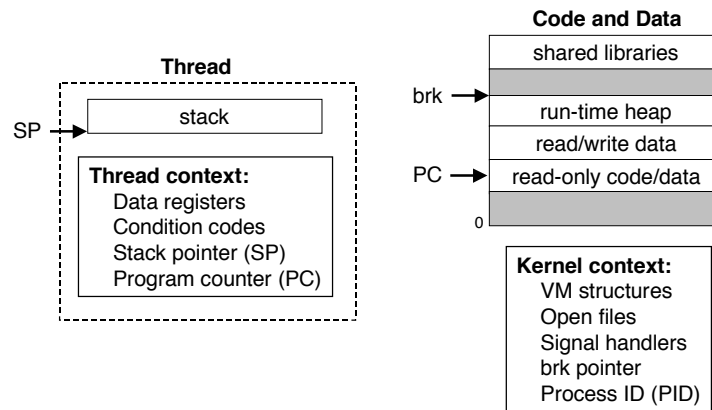 Thread
SP
stack
Thread context:
Data registers
Condition codes
Stack pointer (SP)
Program counter (PC)
Code and Data
shared libraries
brk
run-time heap
read/write data
PC
read-only code/data
0
Kernel context:
VM structures
Open files
Signal handlers
brk pointer
Process ID (PID)